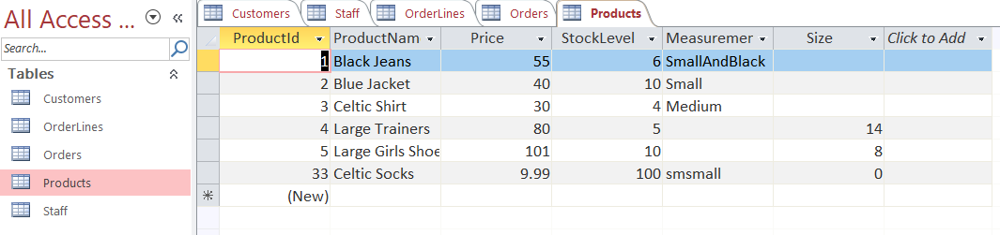 All Access ...
Search...
Tables
Customers
OrderLines
Orders
Products
Staff
Customers Staff OrderLines Orders Products
ProductId ProductNam Price StockLevel Measuremer Size Click to Add
1 Black Jeans 55 6 SmallAndBlack
2 Blue Jacket 40 10 Small
3 Celtic Shirt 30 4 Medium
4 Large Trainers 80 5 14
5 Large Girls Shoe 101 10 8
33 Celtic Socks 9.99 100 smsmall 0
(New)